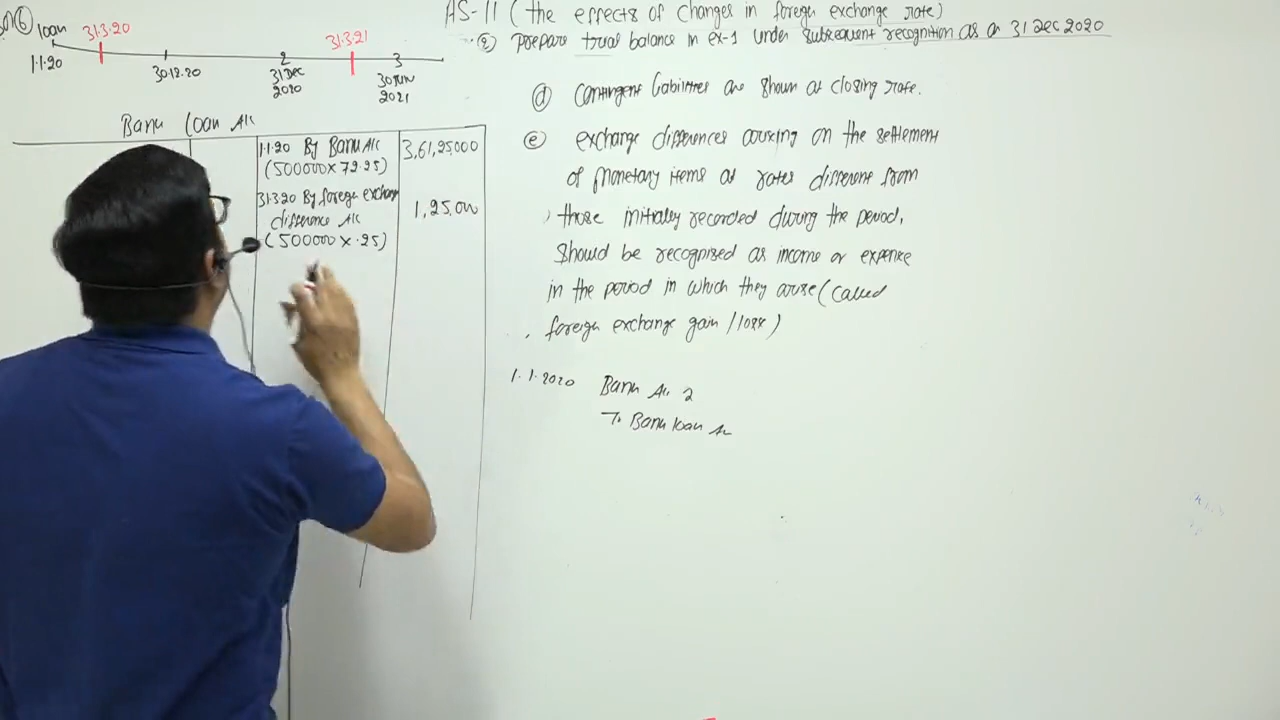 AS-11 (the effects of changes in foreign exchange rate)
Q prepare trial balance in ex-1 under subsequent recognition as on 31 Dec 2020
6
loan
31.3.20
31.3.21
2
3
1.1.20
30.12.20
31 Dec
2020
30 Jun
2021
Bank Loan A/c
1.1.20 By Bank A/c
(500000 x 72.25)
3,61,25,000
31.3.20 By foreign exchange
difference A/c
(500000 x .25)
1,25,000
d Contingent liabilities are shown at closing rate.
e exchange differences arising on the settlement
of monetary items at rates different from
those initially recorded during the period,
should be recognised as income or expense
in the period in which they arise (called
foreign exchange gain / loss)
1.1.2020 Bank A/c
To Bank loan A/c